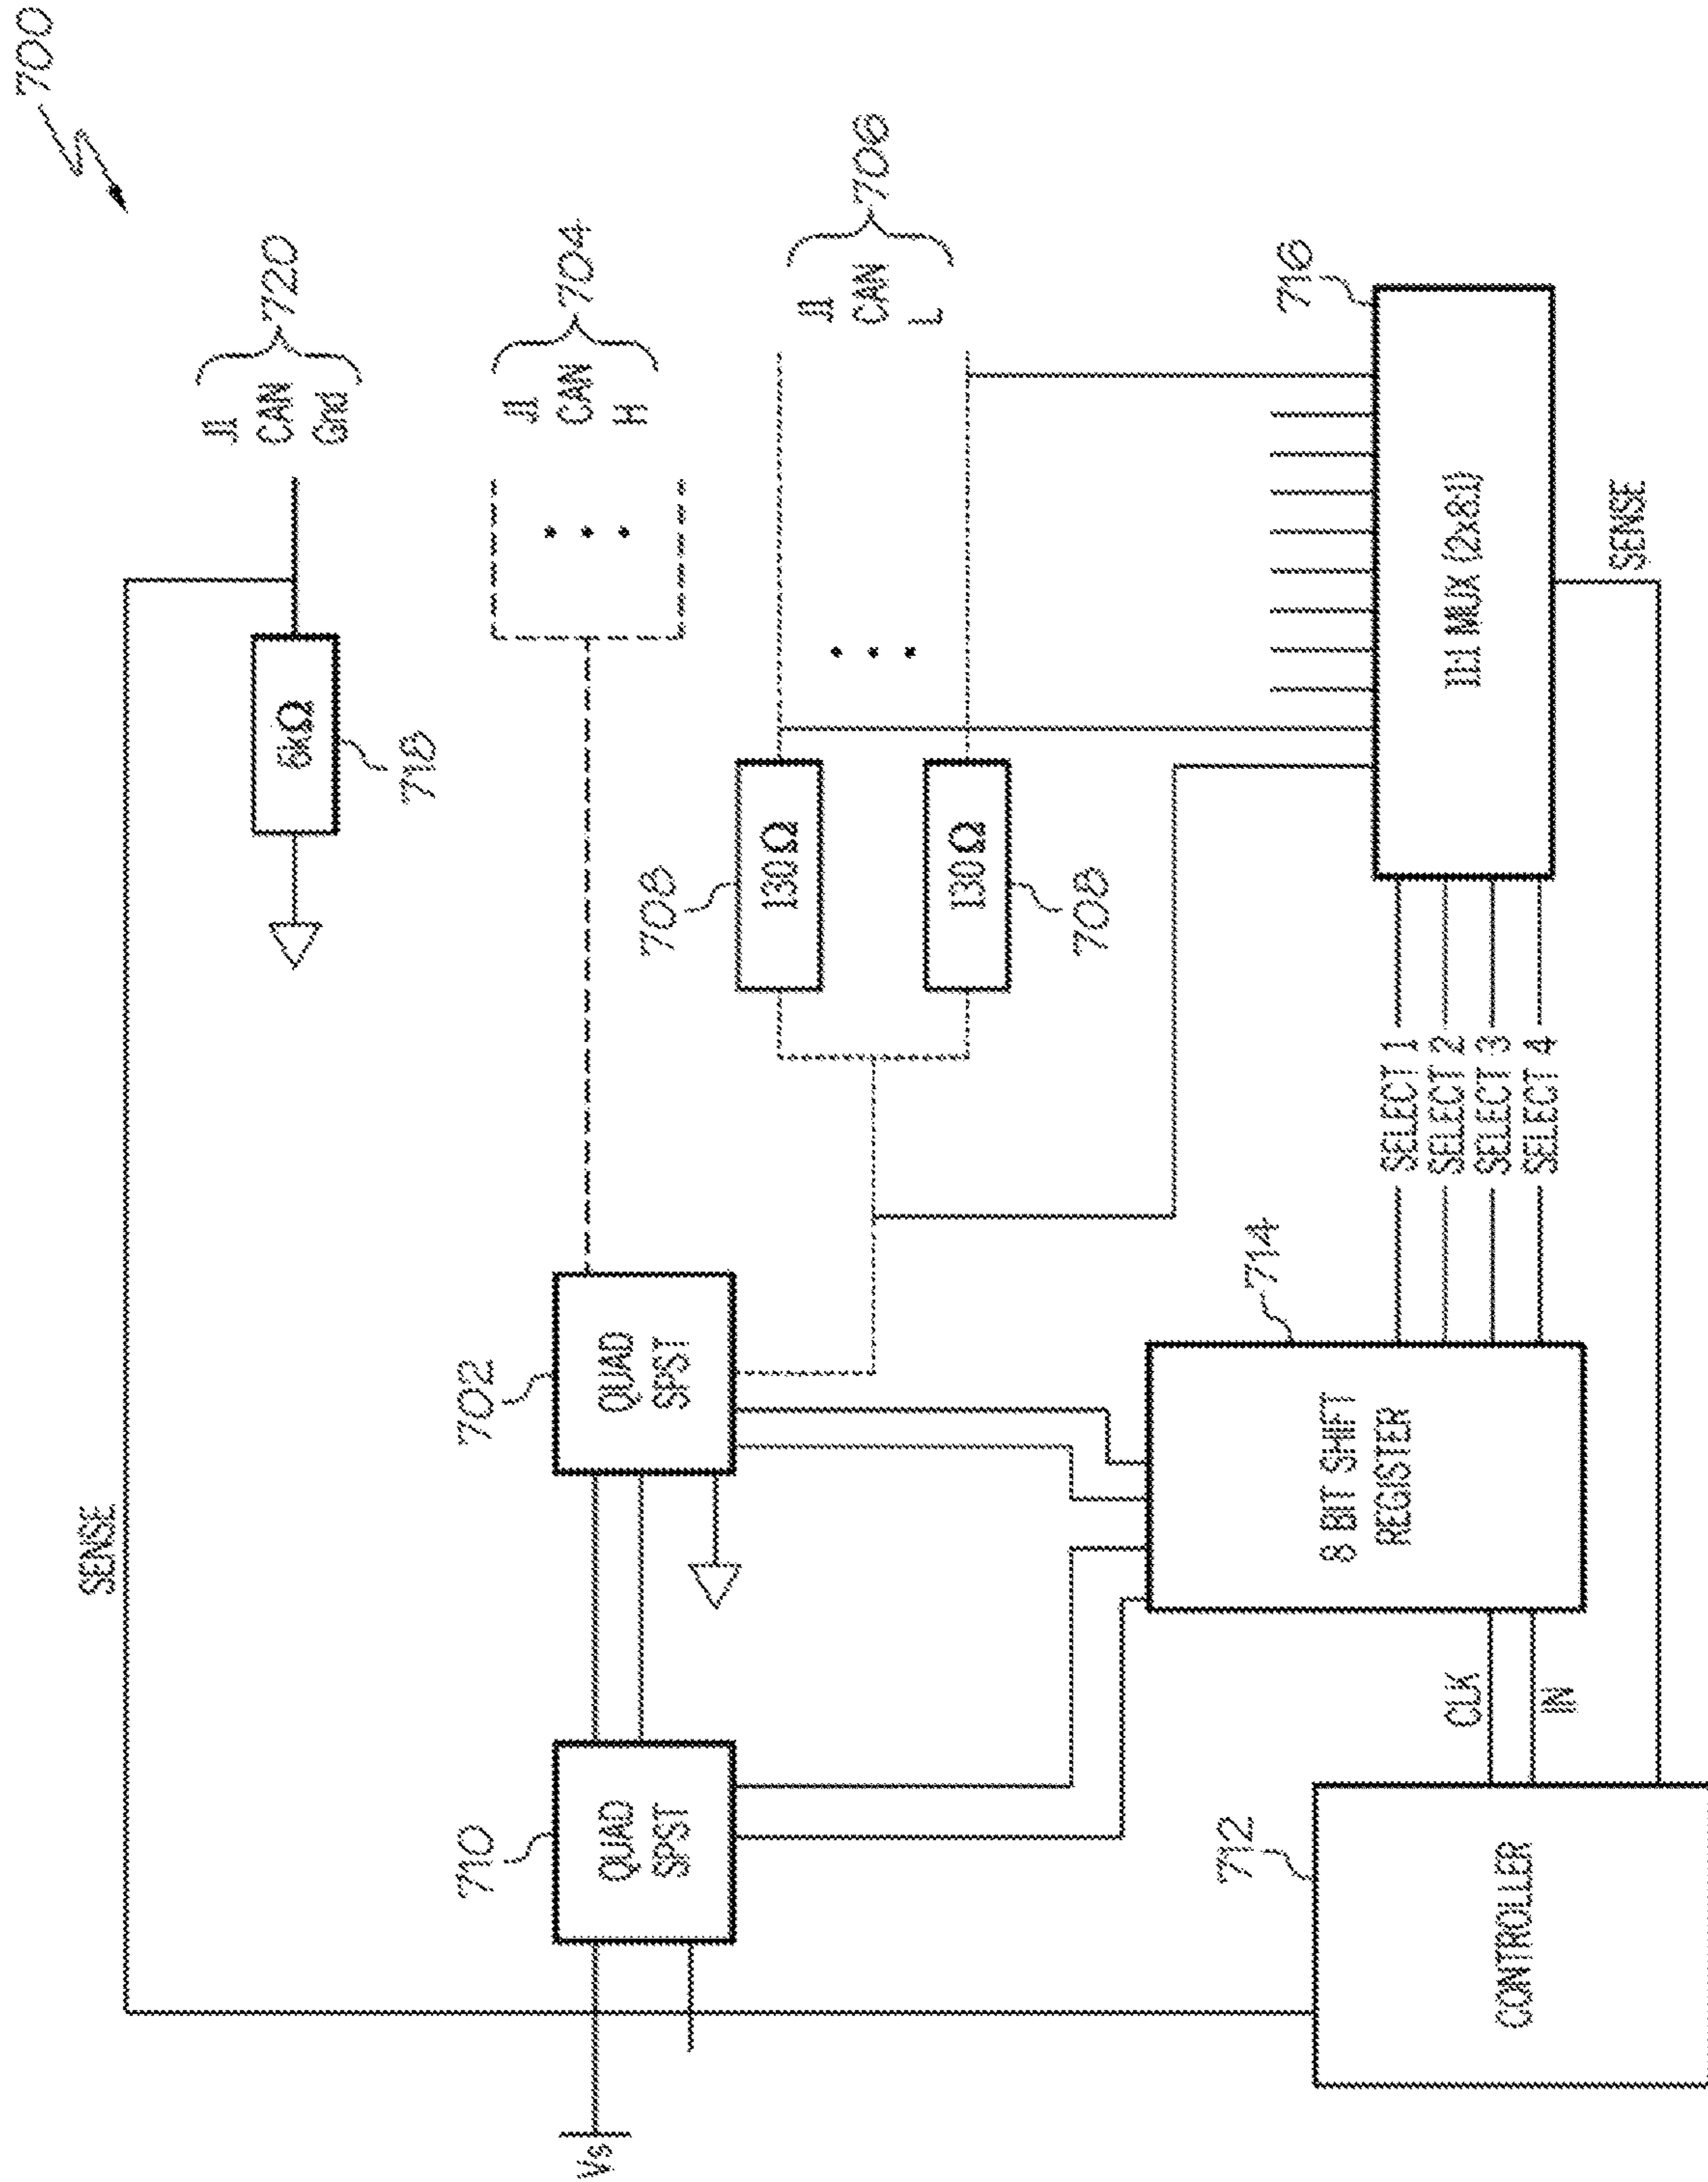 700
SENSE
J1
CAN
Gnd
720
718
702
710
QUAD
SPST
QUAD
SPST
Vs
J1
CAN
H
704
708
130Ω
130Ω
708
J1
CAN
L
706
716
11:1 MUX (2x8:1)
SENSE
SELECT 1
SELECT 2
SELECT 3
SELECT 4
714
8 BIT SHIFT
REGISTER
CLK
IN
712
CONTROLLER